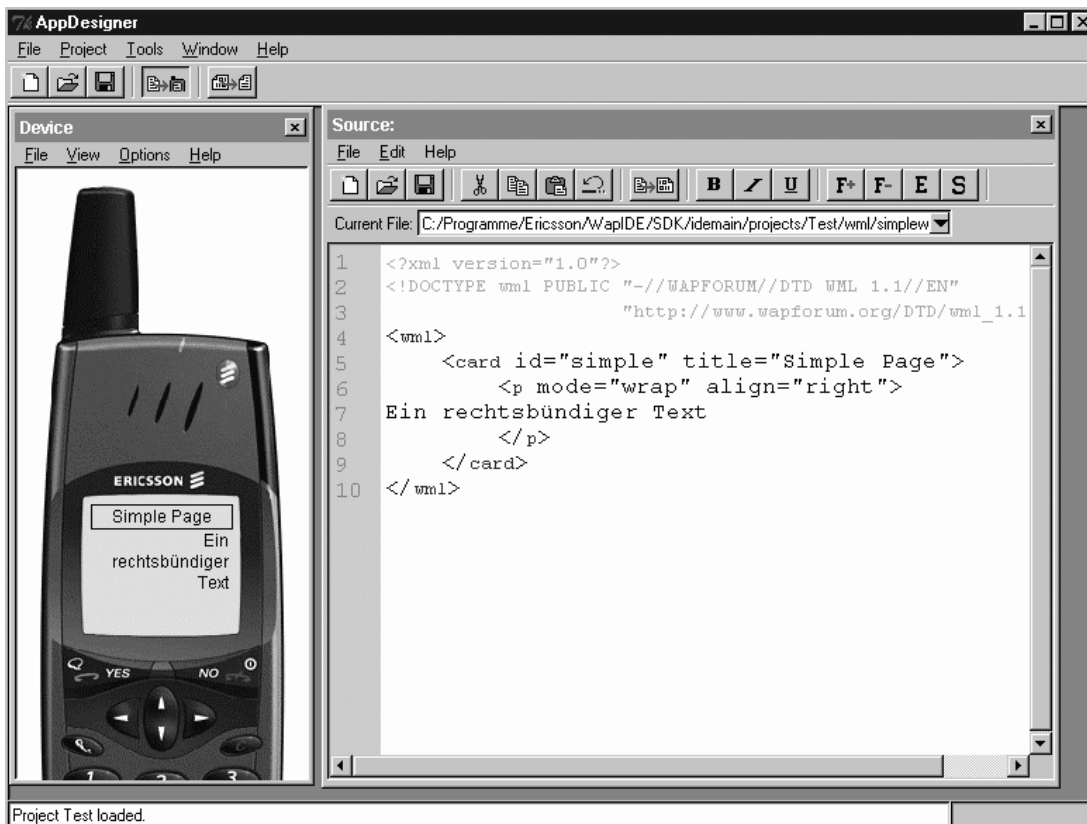 AppDesigner
File Project Tools Window Help
Device
File View Options Help
ERICSSON
Simple Page
Ein
rechtsbündiger
Text
YES NO
C
1 2 3
Source:
File Edit Help
B I U F+ F- E S
Current File: C:/Programme/Ericsson/WapIDE/SDK/idemain/projects/Test/wml/simplew
1 <?xml version="1.0"?>
2 <!DOCTYPE wml PUBLIC "-//WAPFORUM//DTD WML 1.1//EN"
3 "http://www.wapforum.org/DTD/wml_1.1
4 <wml>
5 <card id="simple" title="Simple Page">
6 <p mode="wrap" align="right">
7 Ein rechtsbündiger Text
8 </p>
9 </card>
10 </wml>
Project Test loaded.